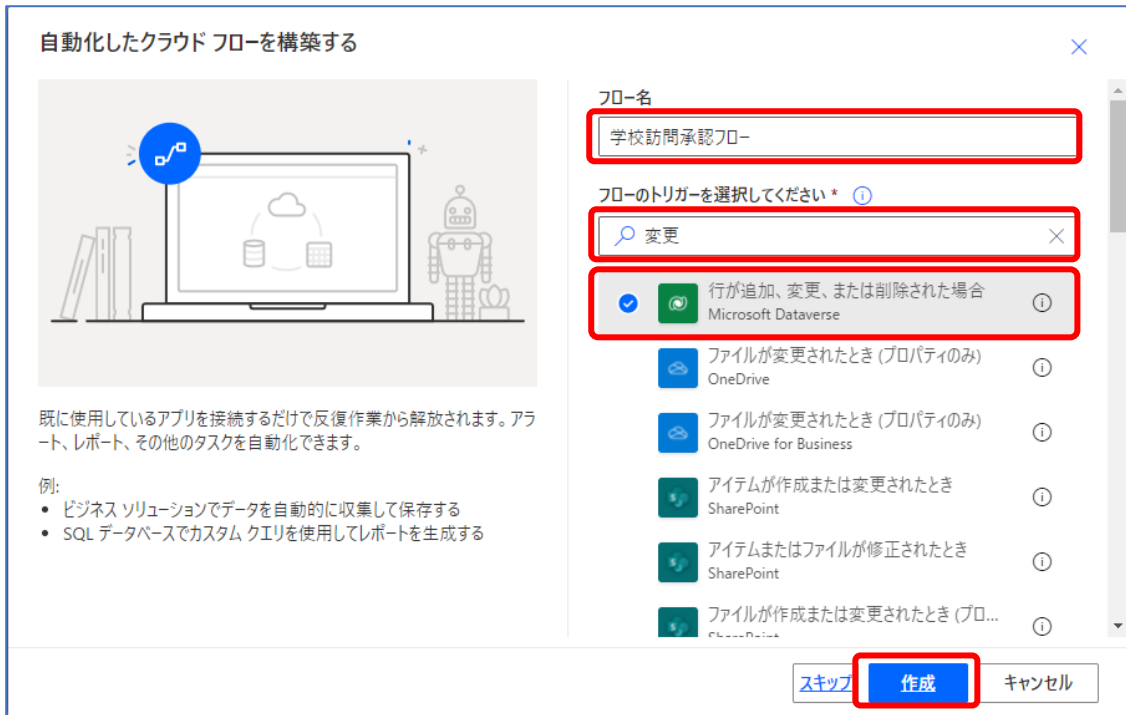 自動化したクラウド フローを構築する
既に使用しているアプリを接続するだけで反復作業から解放されます。アラ
ート、レポート、その他のタスクを自動化できます。
例:
• ビジネス ソリューションでデータを自動的に収集して保存する
• SQL データベースでカスタム クエリを使用してレポートを生成する
フロー名
学校訪問承認フロー
フローのトリガーを選択してください *
変更
行が追加、変更、または削除された場合
Microsoft Dataverse
ファイルが変更されたとき (プロパティのみ)
OneDrive
ファイルが変更されたとき (プロパティのみ)
OneDrive for Business
アイテムが作成または変更されたとき
SharePoint
アイテムまたはファイルが修正されたとき
SharePoint
ファイルが作成または変更されたとき (プロ...
SharePoint
スキップ
作成
キャンセル